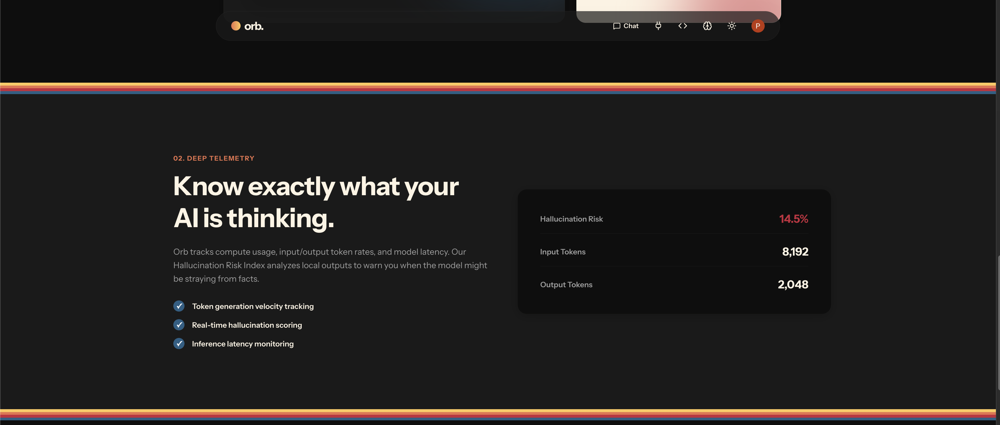 orb.
Chat
P
02. DEEP TELEMETRY
Know exactly what your
AI is thinking.
Orb tracks compute usage, input/output token rates, and model latency. Our
Hallucination Risk Index analyzes local outputs to warn you when the model might
be straying from facts.
Token generation velocity tracking
Real-time hallucination scoring
Inference latency monitoring
Hallucination Risk 14.5%
Input Tokens 8,192
Output Tokens 2,048